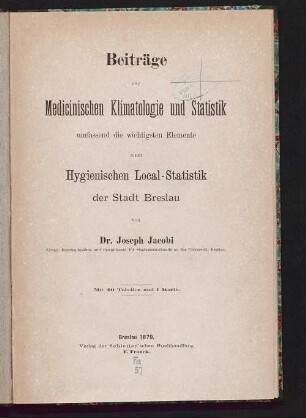 Beiträge
zur
Medicinischen Klimatologie und Statistik
umfassend die wichtigsten Elemente
zum
Hygienischen Local-Statistik
der Stadt Breslau
von
Dr. Joseph Jacobi
Mit 40 Tabellen und 1 Karte.
Breslau 1879.
Verlag der Schletter'schen Buchhandlung
E. Franck.